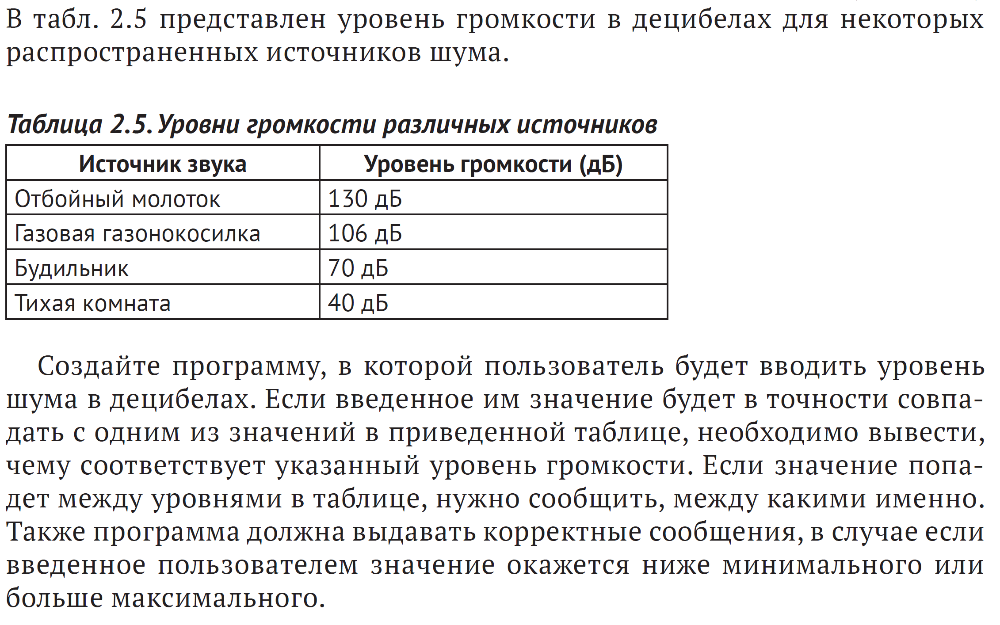 В табл. 2.5 представлен уровень громкости в децибелах для некоторых
распространенных источников шума.
Таблица 2.5. Уровни громкости различных источников
Источник звука Уровень громкости (дБ)
Отбойный молоток 130 дБ
Газовая газонокосилка 106 дБ
Будильник 70 дБ
Тихая комната 40 дБ
Создайте программу, в которой пользователь будет вводить уровень
шума в децибелах. Если введенное им значение будет в точности совпа-
дать с одним из значений в приведенной таблице, необходимо вывести,
чему соответствует указанный уровень громкости. Если значение попа-
дет между уровнями в таблице, нужно сообщить, между какими именно.
Также программа должна выдавать корректные сообщения, в случае если
введенное пользователем значение окажется ниже минимального или
больше максимального.